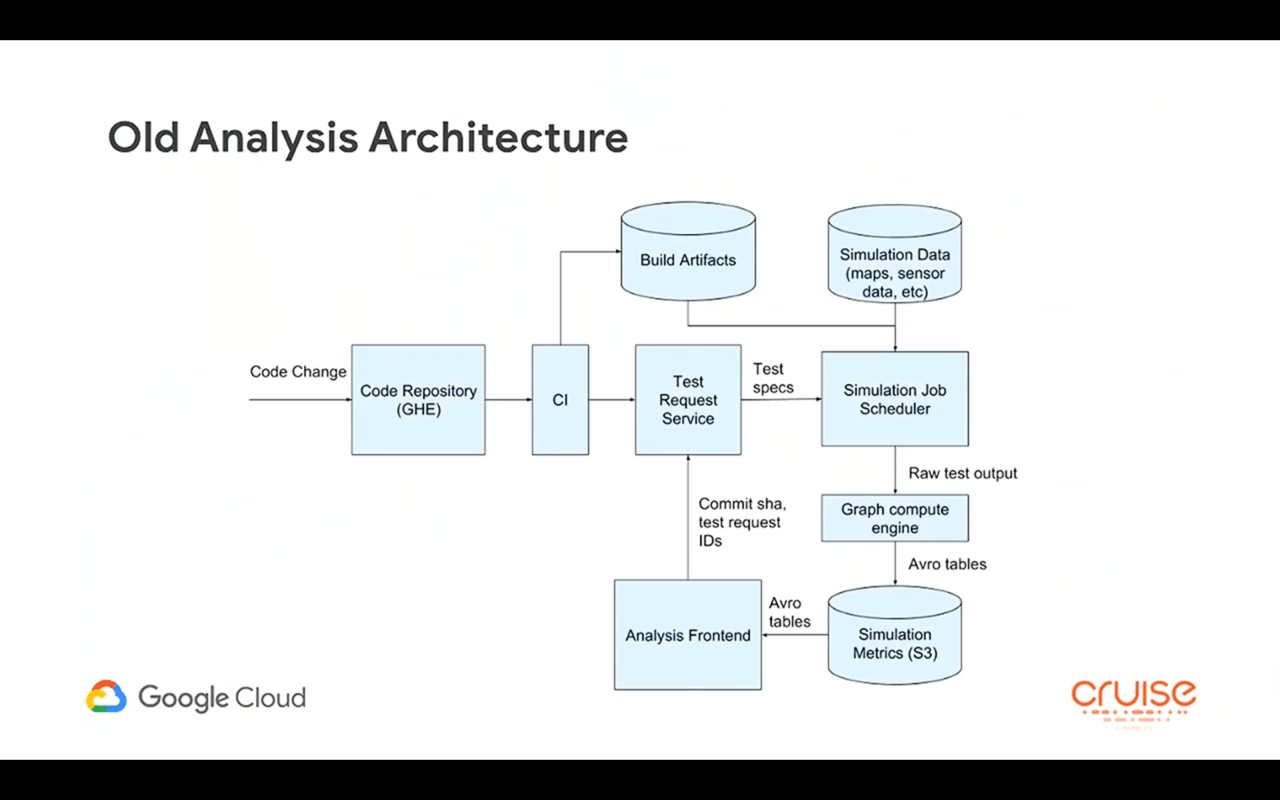 Old Analysis Architecture
Build Artifacts
Simulation Data
(maps, sensor
data, etc)
Code Change
Code Repository
(GHE)
CI
Test
Request
Service
Test
specs
Simulation Job
Scheduler
Raw test output
Commit sha,
test request
IDs
Graph compute
engine
Avro tables
Analysis Frontend
Avro
tables
Simulation
Metrics (S3)
Google Cloud
cruise